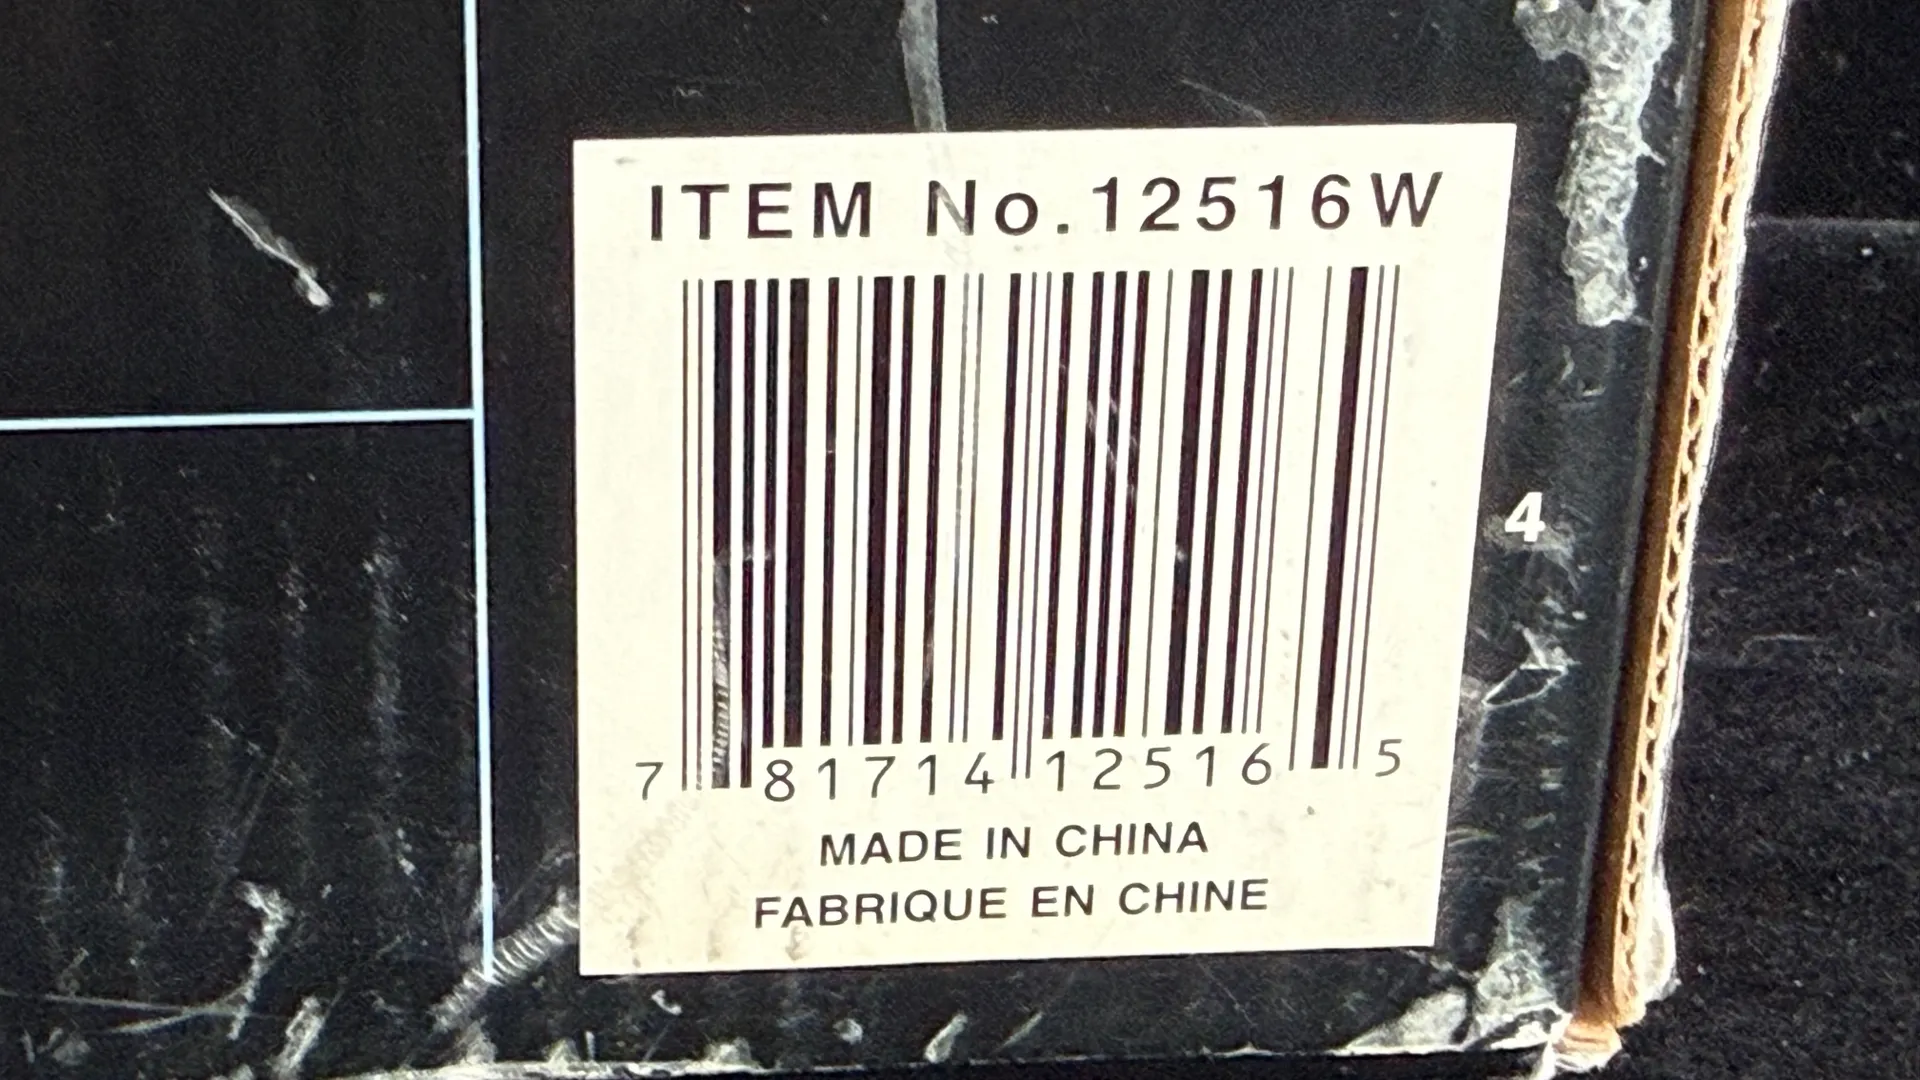 ITEM No.12516W
4
7 81714 12516 5
MADE IN CHINA
FABRIQUE EN CHINE